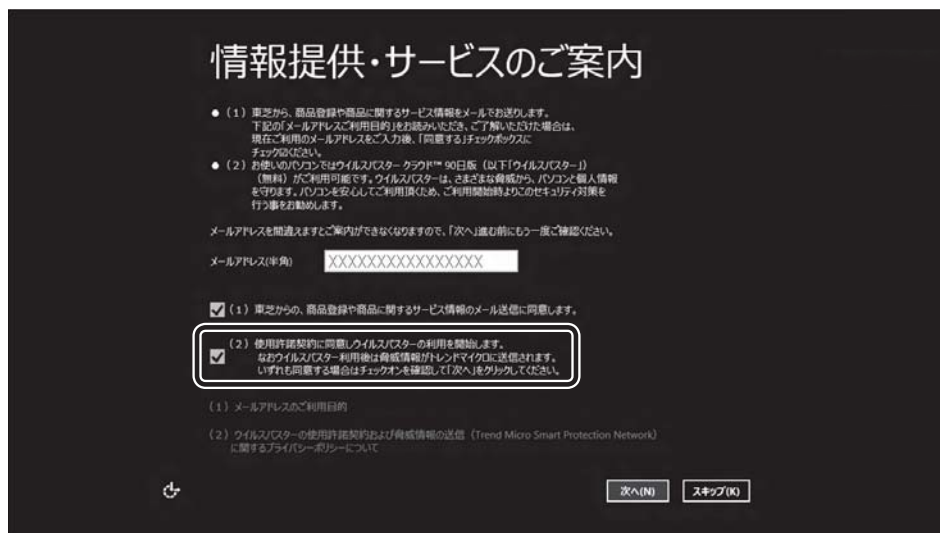 情報提供・サービスのご案内
● (1) 東芝から、商品登録や商品に関するサービス情報をメールでお送りします。
下記の「メールアドレスご利用目的」をお読みいただき、ご了解いただけた場合は、
現在ご利用のメールアドレスをご入力後、「同意する」チェックボックスに
チェック☑ください。
● (2) お使いのパソコンではウイルスバスター クラウド™ 90日版 (以下「ウイルスバスター」)
(無料) がご利用可能です。ウイルスバスターは、さまざまな脅威から、パソコンと個人情報
を守ります。パソコンを安心してご利用頂くため、ご利用開始時よりこのセキュリティ対策を
行う事をお勧めします。
メールアドレスを間違えますとご案内ができなくなりますので、「次へ」進む前にもう一度ご確認ください。
メールアドレス(半角) XXXXXXXXXXXXXXXX
(1) 東芝からの、商品登録や商品に関するサービス情報のメール送信に同意します。
(2) 使用許諾契約に同意しウイルスバスターの利用を開始します。
なおウイルスバスター利用後は脅威情報がトレンドマイクロに送信されます。
いずれも同意する場合はチェックオンを確認して「次へ」をクリックしてください。
(1) メールアドレスのご利用目的
(2) ウイルスバスターの使用許諾契約および脅威情報の送信 (Trend Micro Smart Protection Network)
に関するプライバシーポリシーについて
次へ(N) スキップ(K)